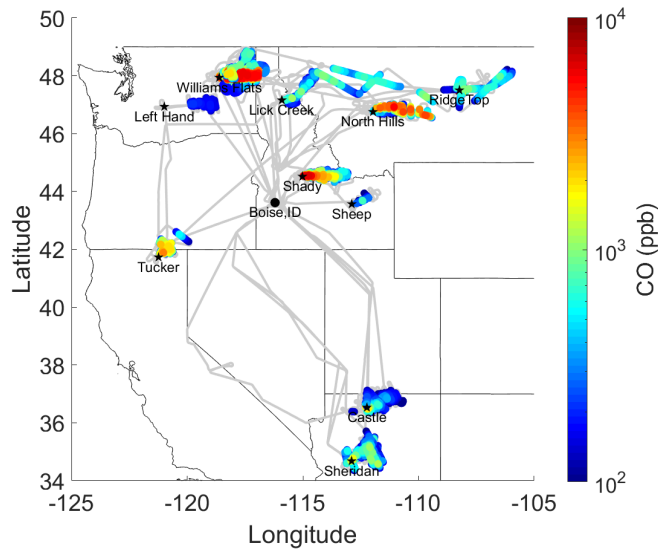 50
48
46
44
42
40
38
36
34
-125
-120
-115
-110
-105
Latitude
Longitude
Williams Flats
Left Hand
Lick Creek
RidgeTop
North Hills
Shady
Sheep
Boise,ID
Tucker
Castle
Sheridan
10^4
10^3
10^2
CO (ppb)